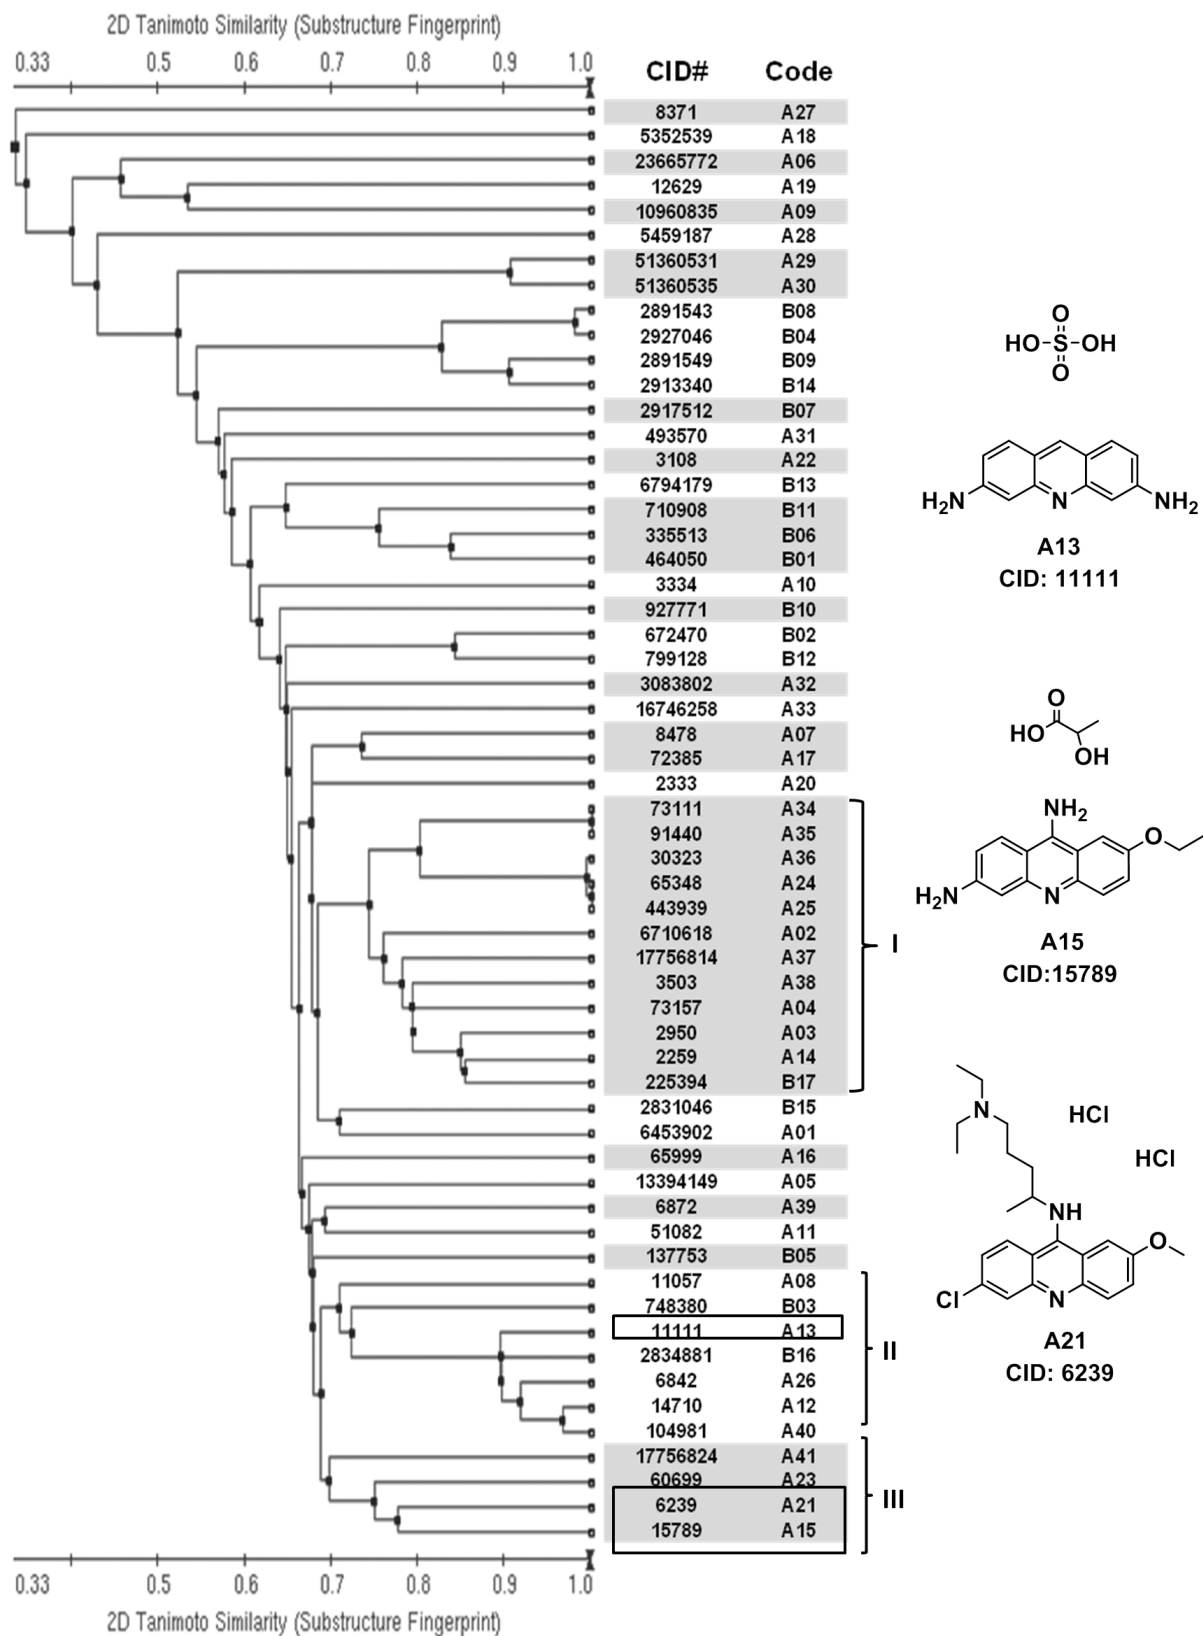 2D Tanimoto Similarity (Substructure Fingerprint)
0.33 0.5 0.6 0.7 0.8 0.9 1.0
CID# Code
8371 A27
5352539 A18
23665772 A06
12629 A19
10960835 A09
5459187 A28
51360531 A29
51360535 A30
2891543 B08
2927046 B04
2891549 B09
2913340 B14
2917512 B07
493570 A31
3108 A22
6794179 B13
710908 B11
335513 B06
464050 B01
3334 A10
927771 B10
672470 B02
799128 B12
3083802 A32
16746258 A33
8478 A07
72385 A17
2333 A20
73111 A34
91440 A35
30323 A36
65348 A24
443939 A25
6710618 A02
17756814 A37
3503 A38
73157 A04
2950 A03
2259 A14
225394 B17
2831046 B15
6453902 A01
65999 A16
13394149 A05
6872 A39
51082 A11
137753 B05
11057 A08
748380 B03
11111 A13
2834881 B16
6842 A26
14710 A12
104981 A40
17756824 A41
60699 A23
6239 A21
15789 A15
I
II
III
0.33 0.5 0.6 0.7 0.8 0.9 1.0
2D Tanimoto Similarity (Substructure Fingerprint)
O
HO S OH
O
H2N N NH2
A13
CID: 11111
O
HO
OH
NH2
O
H2N N
A15
CID:15789
N HCl
HCl
NH
O
Cl N
A21
CID: 6239